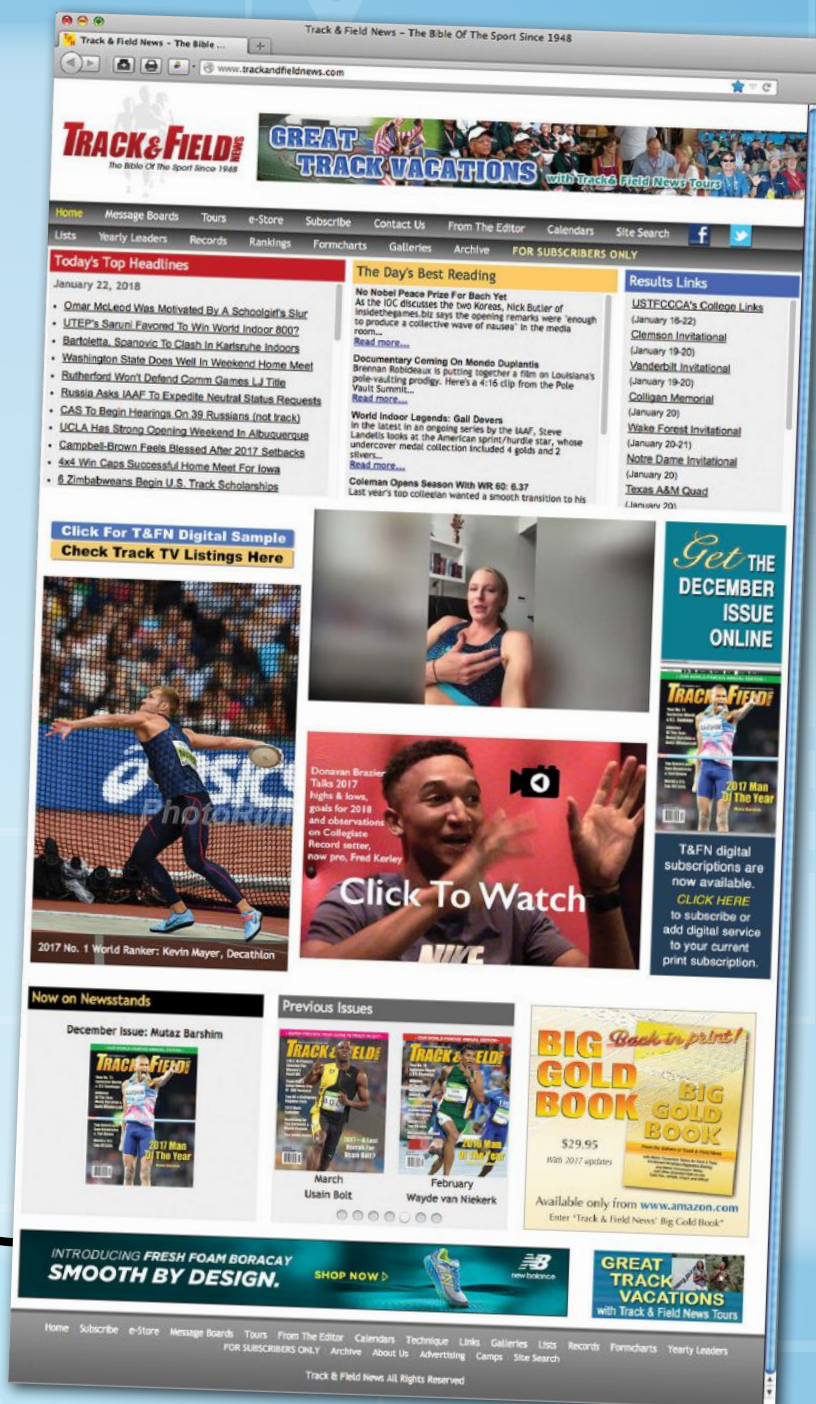 Track & Field News – The Bible Of The Sport Since 1948
Track & Field News – The Bible ...
www.trackandfieldnews.com
TRACK & FIELD NEWS
The Bible Of The Sport Since 1948
GREAT
TRACK VACATIONS
with Track & Field News Tours
Home Message Boards Tours e-Store Subscribe Contact Us From The Editor Calendars Site Search
Lists Yearly Leaders Records Rankings Formcharts Galleries Archive FOR SUBSCRIBERS ONLY
Today's Top Headlines
January 22, 2018
• Omar McLeod Was Motivated By A Schoolgirl's Slur
• UTEP's Saruni Favored To Win World Indoor 800?
• Bartoletta, Spanovic To Clash In Karlsruhe Indoors
• Washington State Does Well In Weekend Home Meet
• Rutherford Won't Defend Comm Games LJ Title
• Russia Asks IAAF To Expedite Neutral Status Requests
• CAS To Begin Hearings On 39 Russians (not track)
• UCLA Has Strong Opening Weekend In Albuquerque
• Campbell-Brown Feels Blessed After 2017 Setbacks
• 4x4 Win Caps Successful Home Meet For Iowa
• 6 Zimbabweans Begin U.S. Track Scholarships
The Day's Best Reading
No Nobel Peace Prize For Bach Yet
As the IOC discusses the two Koreas, Nick Butler of
insidethegames.biz says the opening remarks were "enough
to produce a collective wave of nausea" in the media
room...
Read more...
Documentary Coming On Mondo Duplantis
Brennan Robideaux is putting together a film on Louisiana's
pole-vaulting prodigy. Here's a 4:16 clip from the Pole
Vault Summit...
Read more...
World Indoor Legends: Gail Devers
In the latest in an ongoing series by the IAAF, Steve
Landells looks at the American sprint/hurdle star, whose
undercover medal collection included 4 golds and 2
silvers...
Read more...
Coleman Opens Season With WR 60: 6.37
Last year's top collegian wanted a smooth transition to his
Results Links
USTFCCCA's College Links
(January 16-22)
Clemson Invitational
(January 19-20)
Vanderbilt Invitational
(January 19-20)
Colligan Memorial
(January 20)
Wake Forest Invitational
(January 20-21)
Notre Dame Invitational
(January 20)
Texas A&M Quad
(January 20)
Click For T&FN Digital Sample
Check Track TV Listings Here
asics
PhotoRun
2017 No. 1 World Ranker: Kevin Mayer, Decathlon
Donavan Brazier
Talks 2017
highs & lows,
goals for 2018
and observations
on Collegiate
Record setter,
now pro, Fred Kerley
Click To Watch
NIKE
Get THE
DECEMBER
ISSUE
ONLINE
TRACK & FIELD
2017 Man
Of The Year
T&FN digital
subscriptions are
now available.
CLICK HERE
to subscribe or
add digital service
to your current
print subscription.
Now on Newsstands
December Issue: Mutaz Barshim
TRACK & FIELD
2017 Man
Of The Year
Previous Issues
TRACK & FIELD
March
Usain Bolt
TRACK & FIELD
February
Wayde van Niekerk
BIG
GOLD
BOOK
Back in print!
BIG
GOLD
BOOK
$29.95
With 2017 updates
Available only from www.amazon.com
Enter "Track & Field News' Big Gold Book"
INTRODUCING FRESH FOAM BORACAY
SMOOTH BY DESIGN.
SHOP NOW
new balance
GREAT
TRACK
VACATIONS
with Track & Field News Tours
Home Subscribe e-Store Message Boards Tours From The Editor Calendars Technique Links Galleries Lists Records Formcharts Yearly Leaders
FOR SUBSCRIBERS ONLY Archive About Us Advertising Camps Site Search
Track & Field News All Rights Reserved